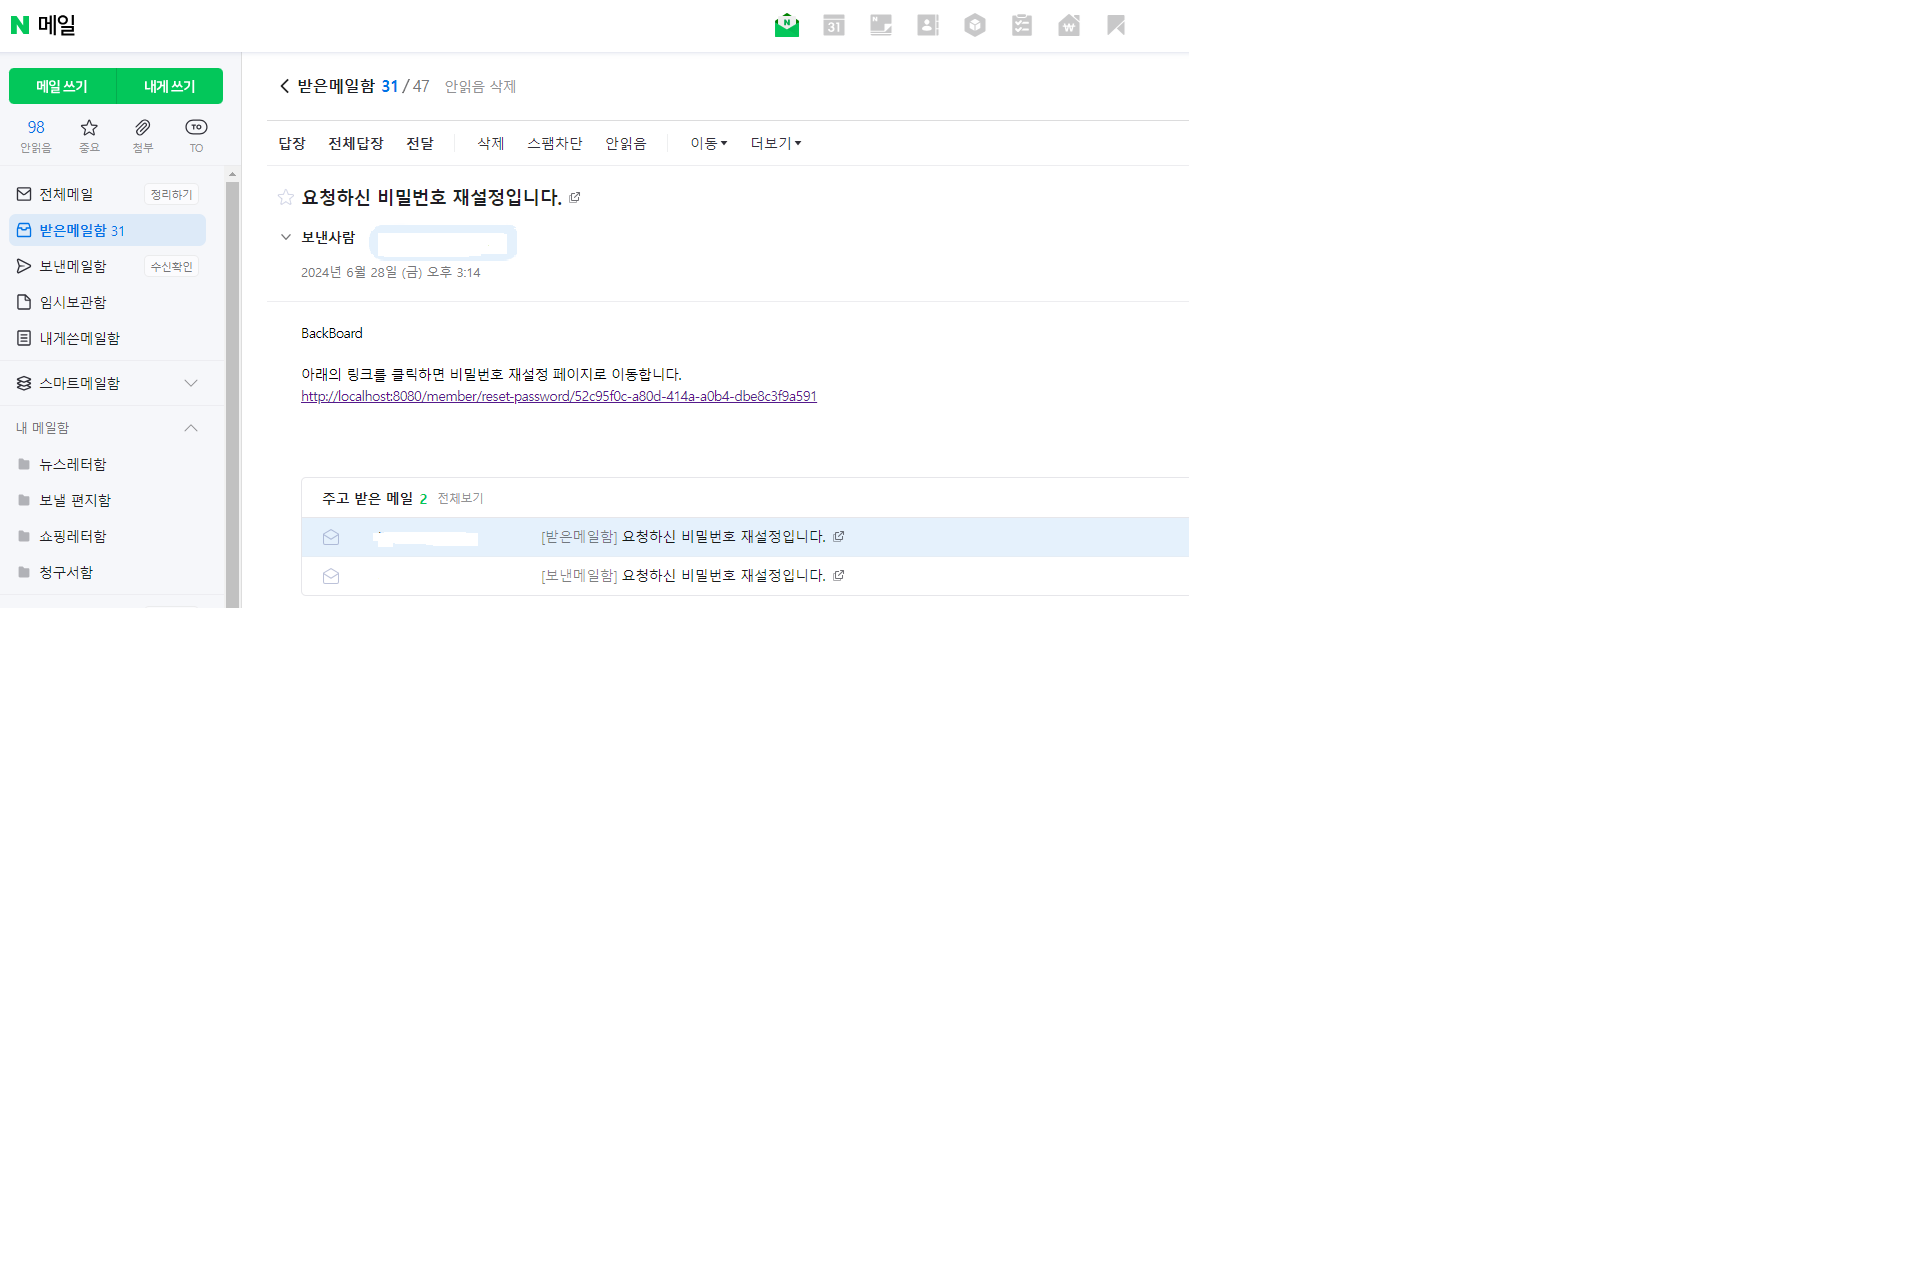 N 메일
31 N ₩
메일 쓰기 내게 쓰기
받은메일함 31 / 47 안읽음 삭제
98 TO
안읽음 중요 첨부 TO
답장 전체답장 전달 삭제 스팸차단 안읽음 이동 더보기
전체메일 정리하기
요청하신 비밀번호 재설정입니다.
받은메일함 31
보낸사람
보낸메일함 수신확인
2024년 6월 28일 (금) 오후 3:14
임시보관함
내게쓴메일함
BackBoard
아래의 링크를 클릭하면 비밀번호 재설정 페이지로 이동합니다.
http://localhost:8080/member/reset-password/52c95f0c-a80d-414a-a0b4-dbe8c3f9a591
스마트메일함
내 메일함
뉴스레터함
보낼 편지함
쇼핑레터함
청구서함
주고 받은 메일 2 전체보기
[받은메일함] 요청하신 비밀번호 재설정입니다.
[보낸메일함] 요청하신 비밀번호 재설정입니다.